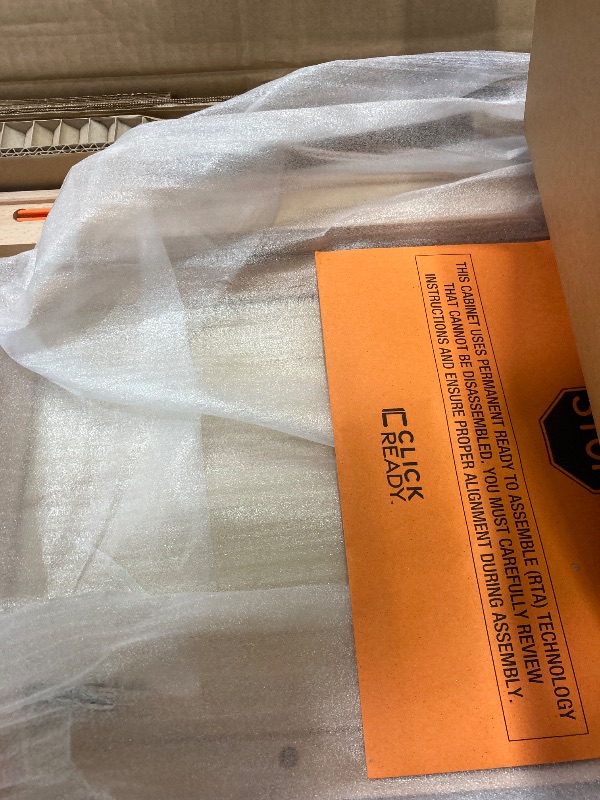 STOP
THIS CABINET USES PERMANENT READY TO ASSEMBLE (RTA) TECHNOLOGY
THAT CANNOT BE DISASSEMBLED. YOU MUST CAREFULLY REVIEW
INSTRUCTIONS AND ENSURE PROPER ALIGNMENT DURING ASSEMBLY.
CLICK
READY™